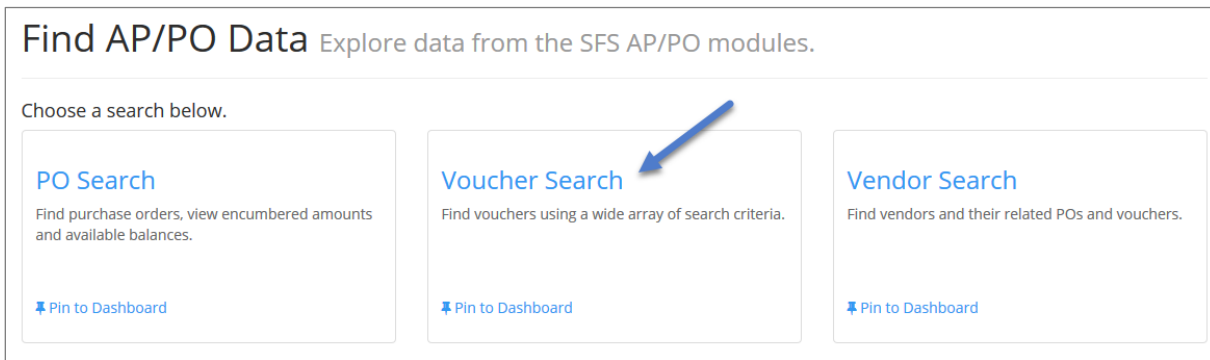 Find AP/PO Data Explore data from the SFS AP/PO modules.
Choose a search below.
PO Search
Find purchase orders, view encumbered amounts
and available balances.
Pin to Dashboard
Voucher Search
Find vouchers using a wide array of search criteria.
Pin to Dashboard
Vendor Search
Find vendors and their related POs and vouchers.
Pin to Dashboard